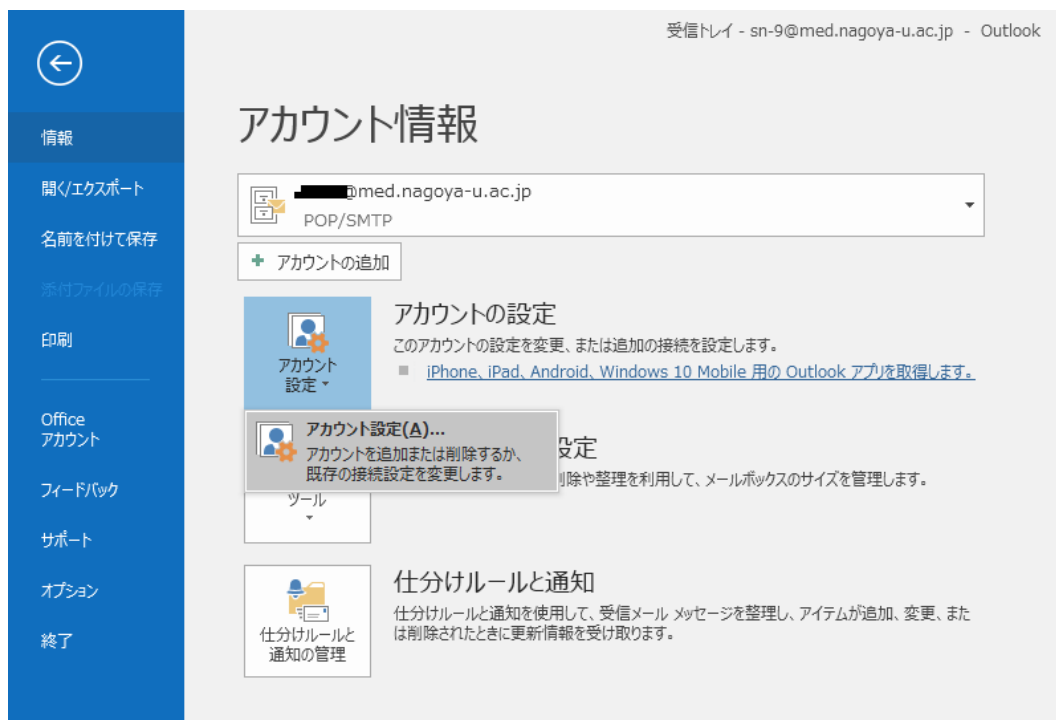 受信トレイ - sn-9@med.nagoya-u.ac.jp - Outlook
情報
開く/エクスポート
名前を付けて保存
添付ファイルの保存
印刷
Office
アカウント
フィードバック
サポート
オプション
終了
アカウント情報
@med.nagoya-u.ac.jp
POP/SMTP
アカウントの追加
アカウント
設定
アカウントの設定
このアカウントの設定を変更、または追加の接続を設定します。
iPhone、iPad、Android、Windows 10 Mobile 用の Outlook アプリを取得します。
アカウント設定(A)...
アカウントを追加または削除するか、
既存の接続設定を変更します。
設定
削除や整理を利用して、メールボックスのサイズを管理します。
ツール
仕分けルールと
通知の管理
仕分けルールと通知
仕分けルールと通知を使用して、受信メール メッセージを整理し、アイテムが追加、変更、また
は削除されたときに更新情報を受け取ります。